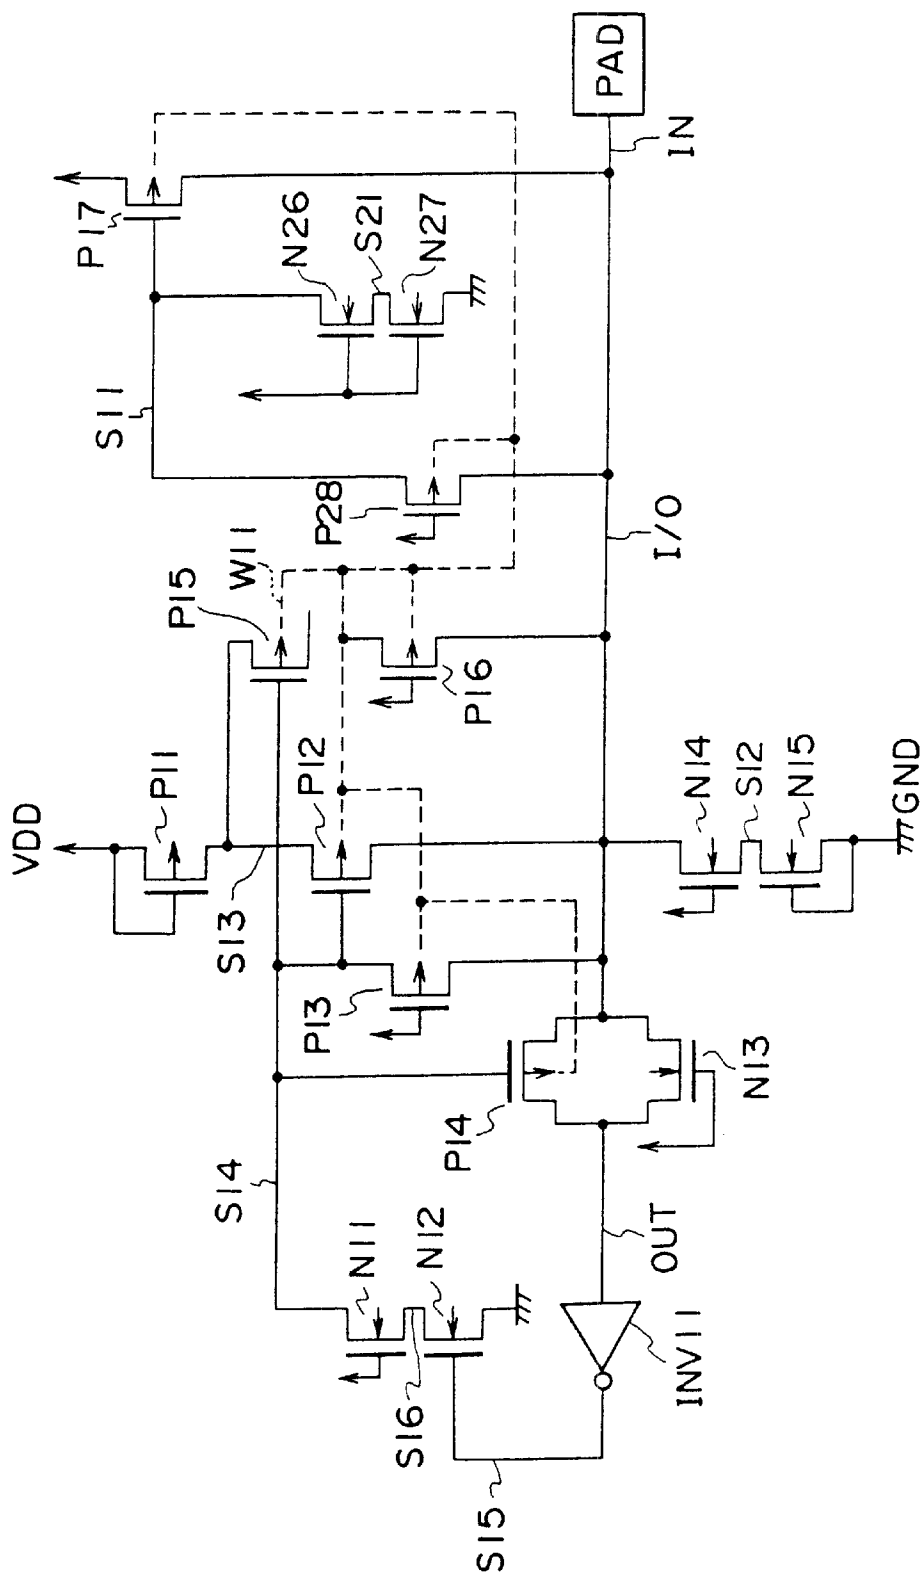 PAD
IN
P17
N26
S21
N27
S11
P28
I/O
W11
P15
P16
VDD
P11
P12
S13
N14
S12
N15
GND
P13
P14
N13
S14
N11
N12
OUT
S16
INV11
S15